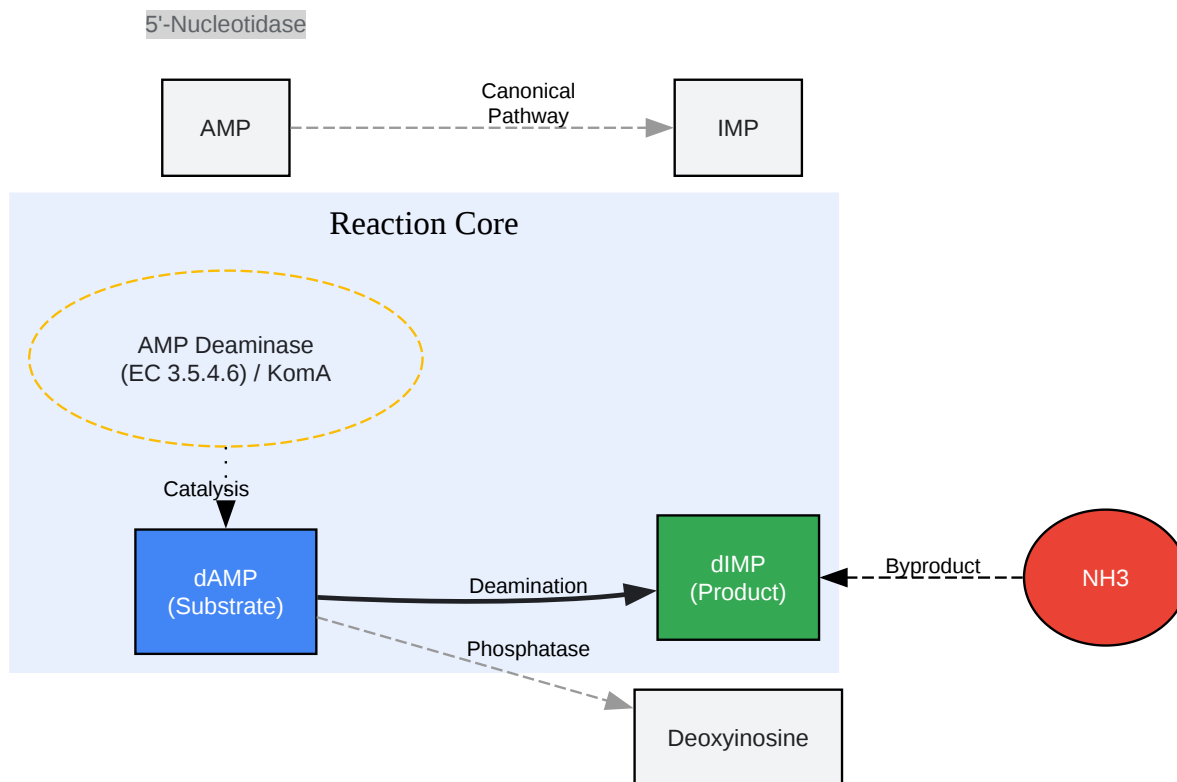 5'-Nucleotidase
Canonical
Pathway
AMP
IMP
Reaction Core
AMP Deaminase
(EC 3.5.4.6) / KomA
Catalysis
dAMP
(Substrate)
Deamination
dIMP
(Product)
Byproduct
NH3
Phosphatase
Deoxyinosine